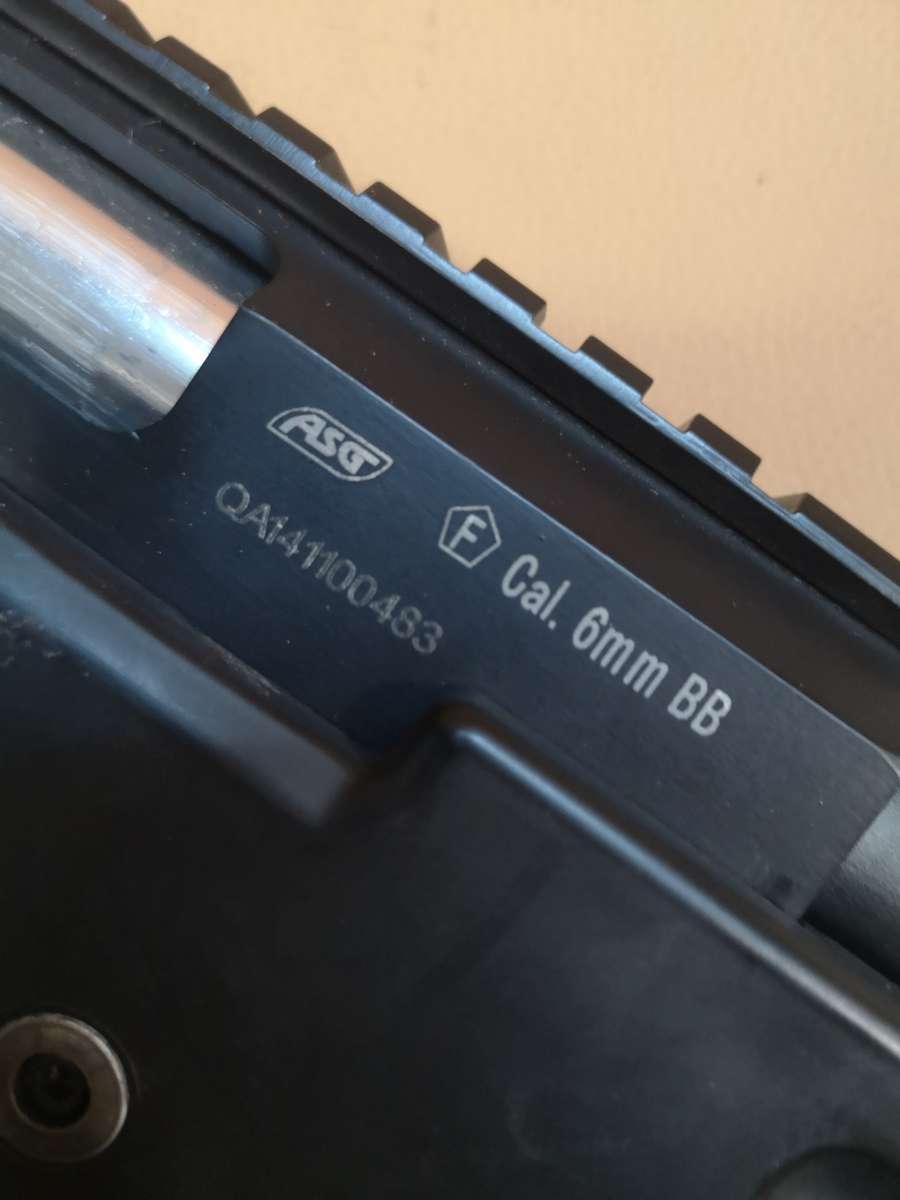 ASG
QA141100483
F Cal. 6mm BB